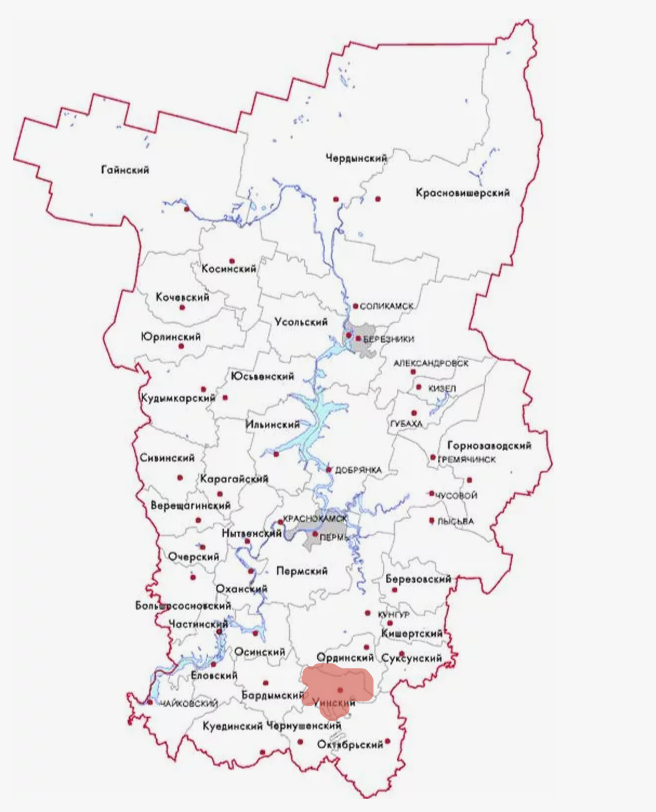 Чердынский
Гайнский
Красновишерский
Косинский
Кочевский
СОЛИКАМСК
Усольский
Юрлинский
БЕРЕЗНИКИ
АЛЕКСАНДРОВСК
Юсьвенский
КИЗЕЛ
Кудымкарский
Ильинский
ГУБАХА
Горнозаводский
Сивинский
ГРЕМЯЧИНСК
ДОБРЯНКА
Карагайский
ЧУСОВОЙ
Верещагинский
КРАСНОКАМСК
ЛЫСЬВА
Нытвенский
ПЕРМЬ
Очерский
Пермский
Березовский
Оханский
Большесосновский
КУНГУР
Частинский
Кишертский
Осинский
Ординский
Суксунский
Еловский
Бардымский
Уинский
ЧАЙКОВСКИЙ
Куединский
Чернушенский
Октябрьский